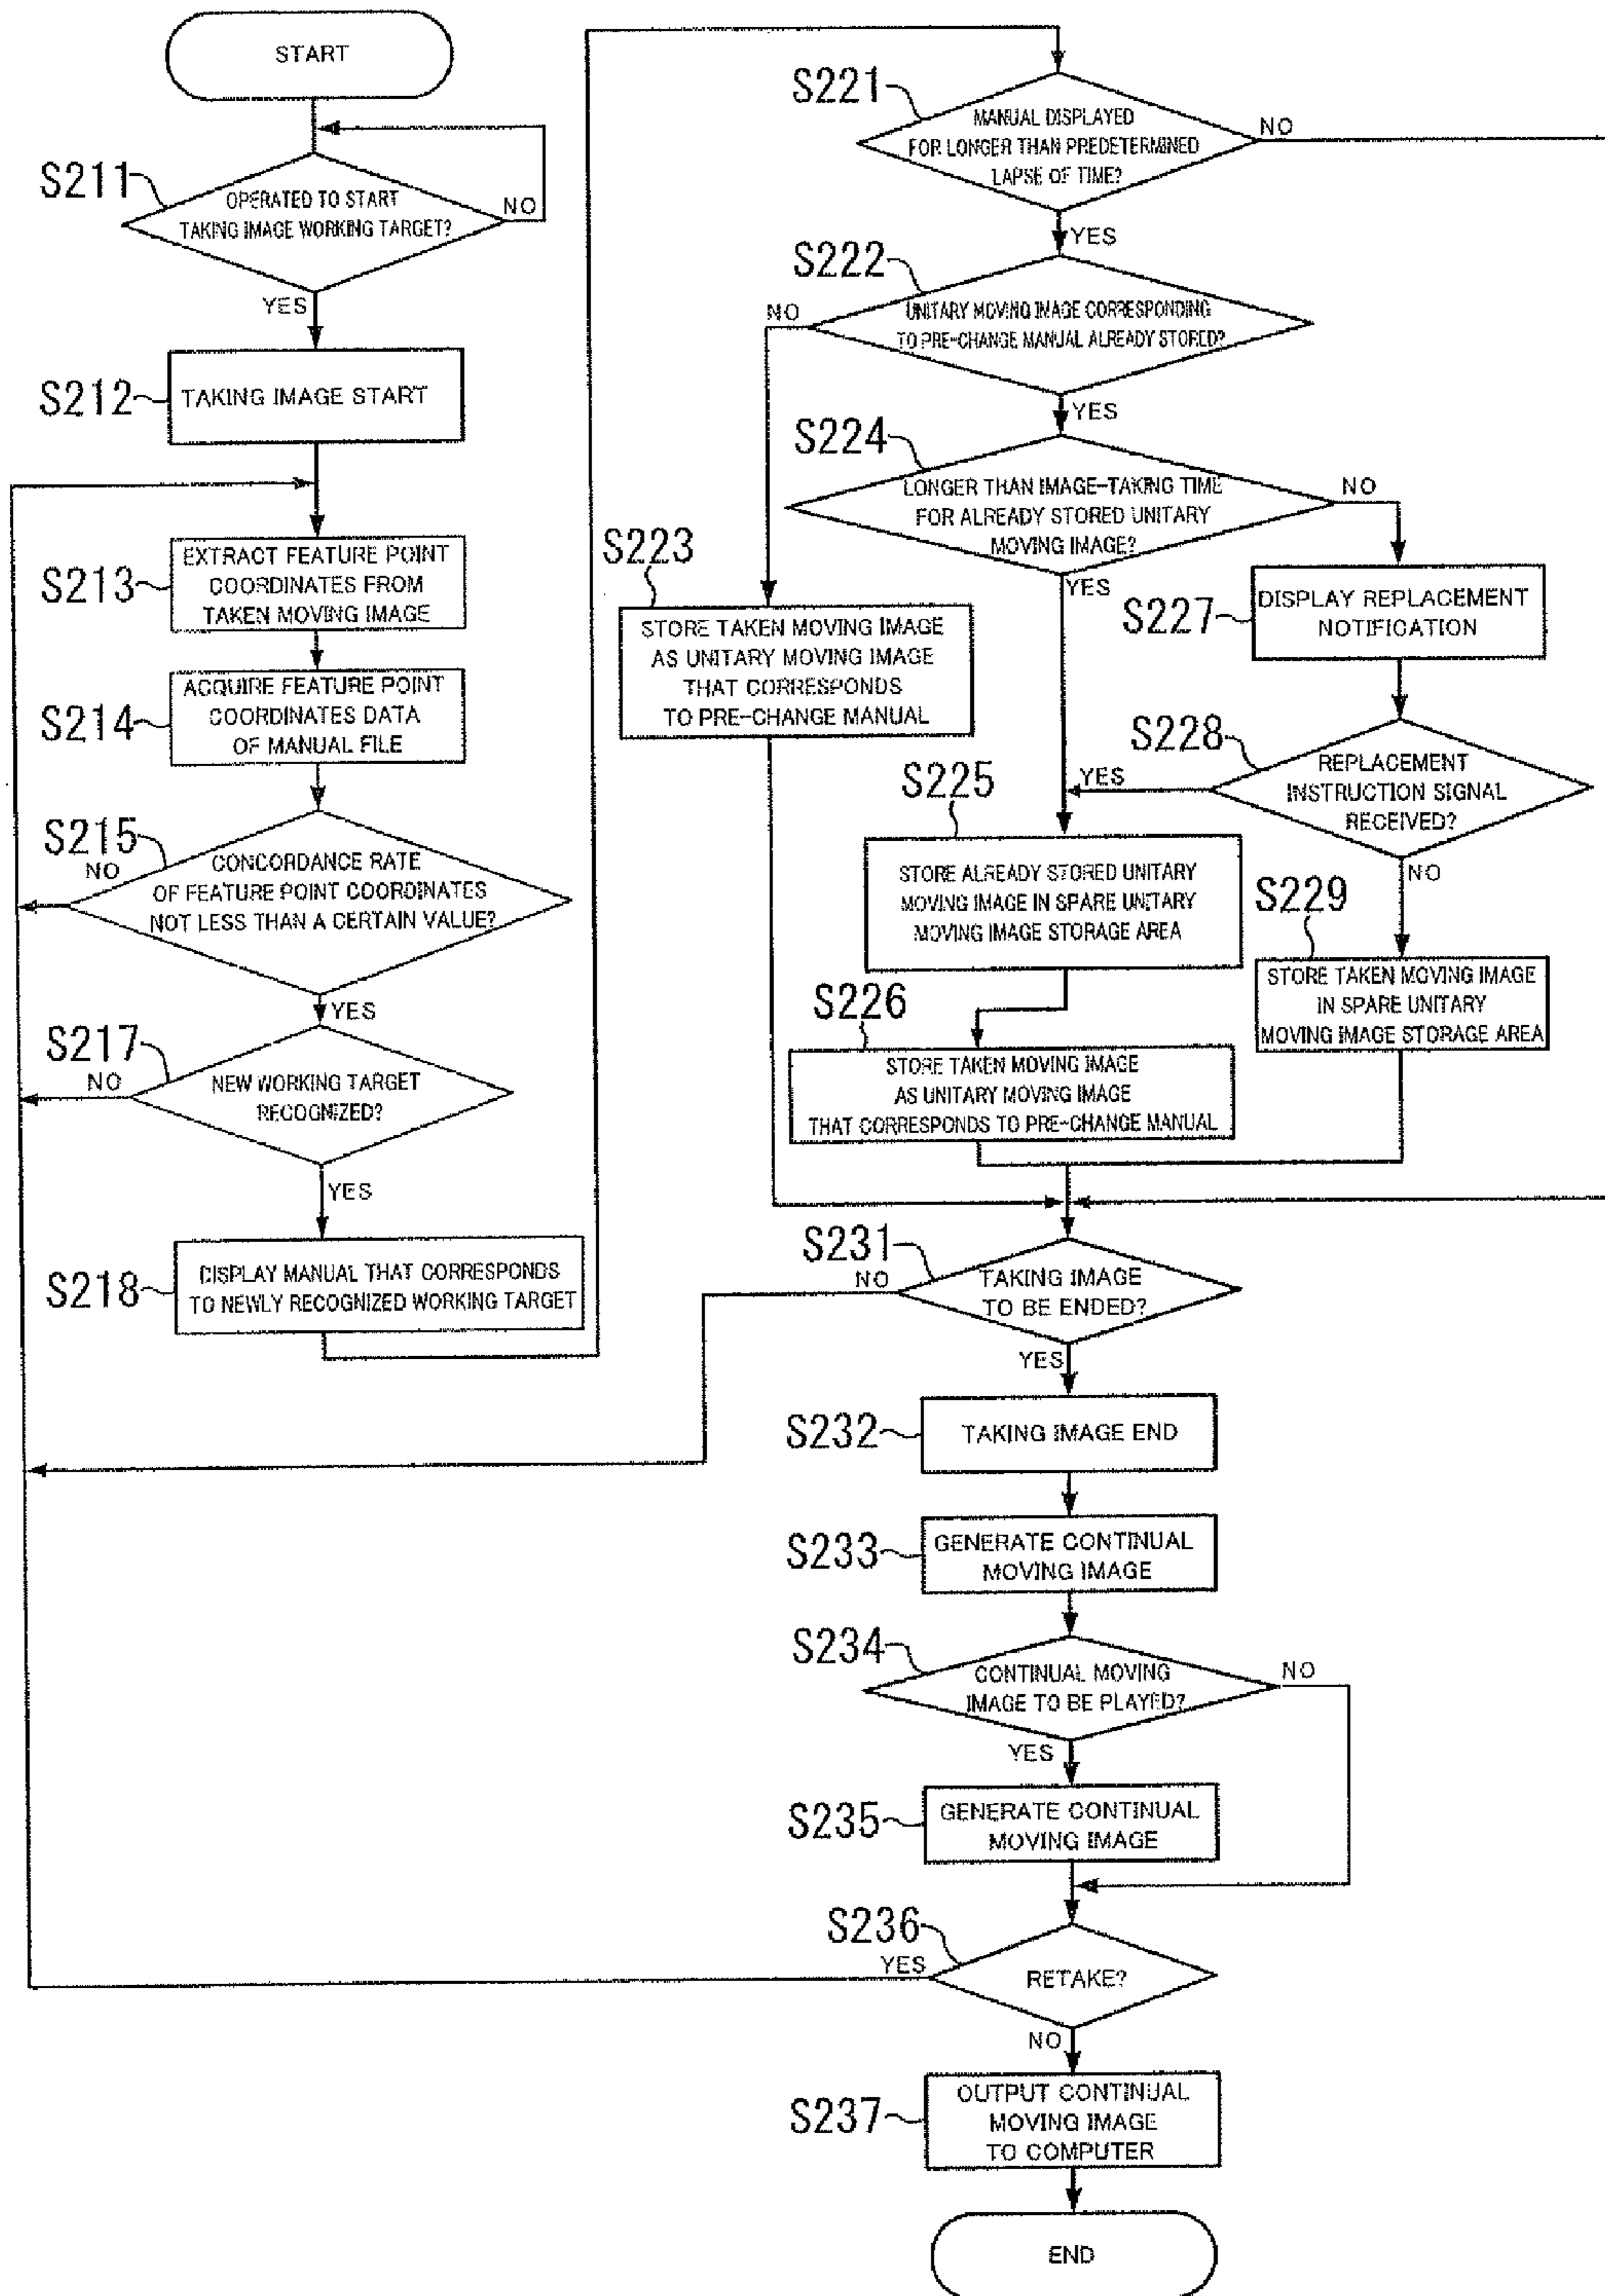 START
S211
OPERATED TO START
TAKING IMAGE WORKING TARGET?
NO
YES
S212
TAKING IMAGE START
S213
EXTRACT FEATURE POINT
COORDINATES FROM
TAKEN MOVING IMAGE
S214
ACQUIRE FEATURE POINT
COORDINATES DATA
OF MANUAL FILE
S215
NO
CONCORDANCE RATE
OF FEATURE POINT COORDINATES
NOT LESS THAN A CERTAIN VALUE?
YES
S217
NO
NEW WORKING TARGET
RECOGNIZED?
YES
S218
DISPLAY MANUAL THAT CORRESPONDS
TO NEWLY RECOGNIZED WORKING TARGET
S221
MANUAL DISPLAYED
FOR LONGER THAN PREDETERMINED
LAPSE OF TIME?
NO
YES
S222
NO
UNITARY MOVING IMAGE CORRESPONDING
TO PRE-CHANGE MANUAL ALREADY STORED?
YES
S223
STORE TAKEN MOVING IMAGE
AS UNITARY MOVING IMAGE
THAT CORRESPONDS
TO PRE-CHANGE MANUAL
S224
LONGER THAN IMAGE-TAKING TIME
FOR ALREADY STORED UNITARY
MOVING IMAGE?
NO
YES
S227
DISPLAY REPLACEMENT
NOTIFICATION
S228
REPLACEMENT
INSTRUCTION SIGNAL
RECEIVED?
YES
NO
S225
STORE ALREADY STORED UNITARY
MOVING IMAGE IN SPARE UNITARY
MOVING IMAGE STORAGE AREA
S229
STORE TAKEN MOVING IMAGE
IN SPARE UNITARY
MOVING IMAGE STORAGE AREA
S226
STORE TAKEN MOVING IMAGE
AS UNITARY MOVING IMAGE
THAT CORRESPONDS TO PRE-CHANGE MANUAL
S231
NO
TAKING IMAGE
TO BE ENDED?
YES
S232
TAKING IMAGE END
S233
GENERATE CONTINUAL
MOVING IMAGE
S234
CONTINUAL MOVING
IMAGE TO BE PLAYED?
NO
YES
S235
GENERATE CONTINUAL
MOVING IMAGE
S236
YES
RETAKE?
NO
S237
OUTPUT CONTINUAL
MOVING IMAGE
TO COMPUTER
END